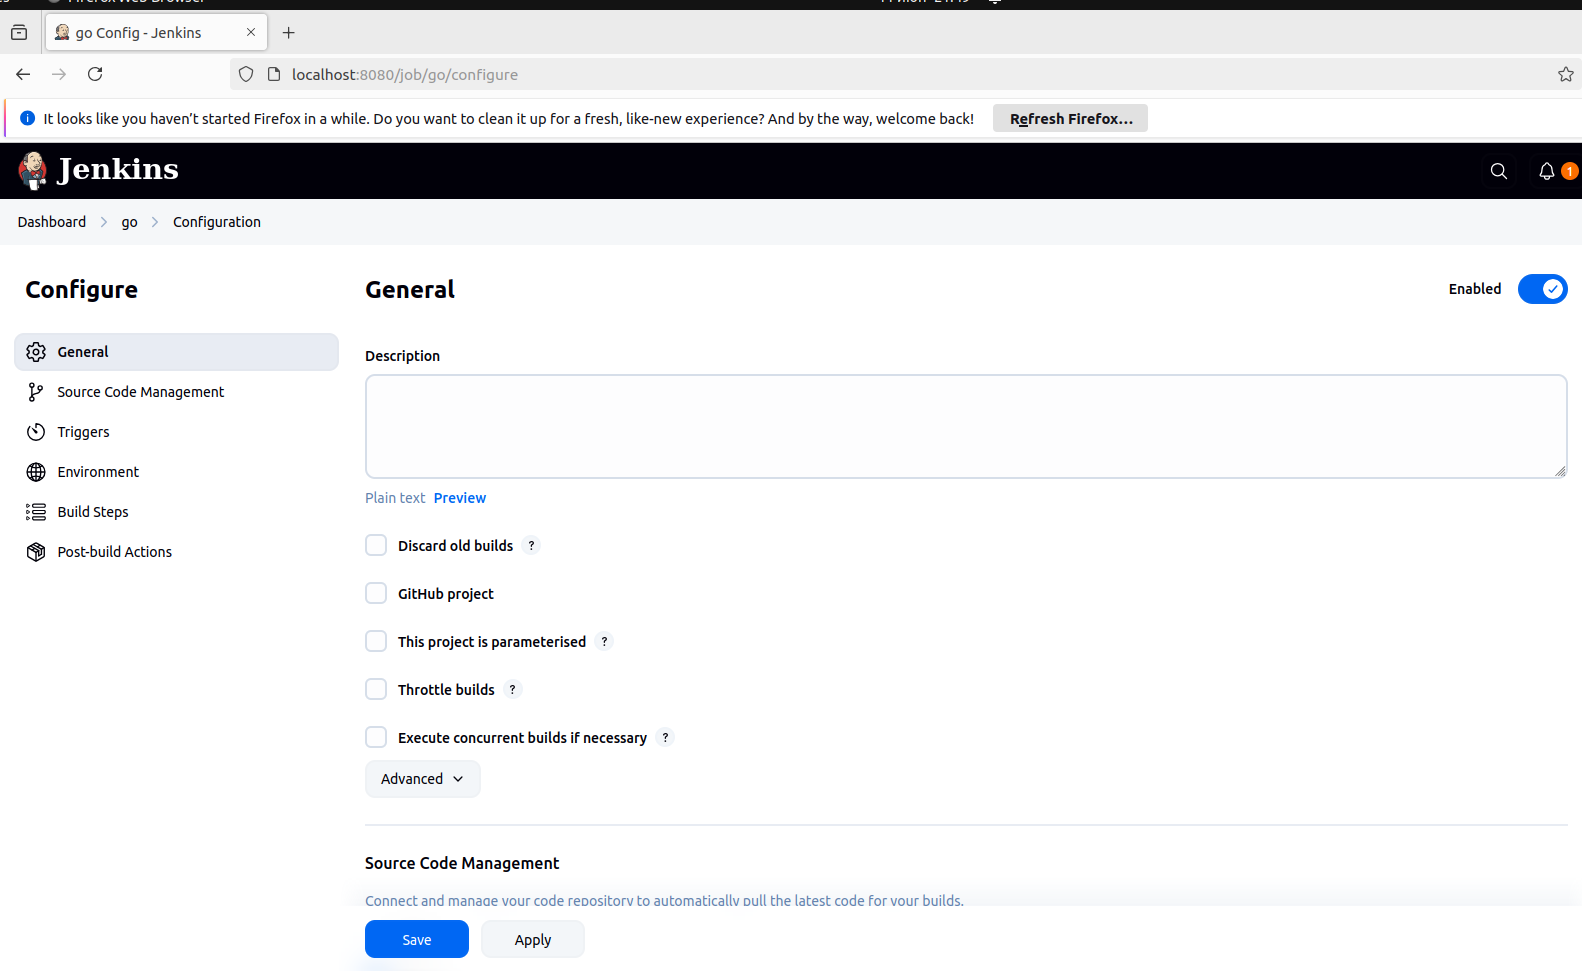 Firefox Web Browser
go Config - Jenkins
localhost:8080/job/go/configure
It looks like you haven't started Firefox in a while. Do you want to clean it up for a fresh, like-new experience? And by the way, welcome back! Refresh Firefox...
Jenkins
1
Dashboard go Configuration
Configure
General
Source Code Management
Triggers
Environment
Build Steps
Post-build Actions
General
Enabled
Description
Plain text Preview
Discard old builds ?
GitHub project
This project is parameterised ?
Throttle builds ?
Execute concurrent builds if necessary ?
Advanced
Source Code Management
Connect and manage your code repository to automatically pull the latest code for your builds.
Save Apply